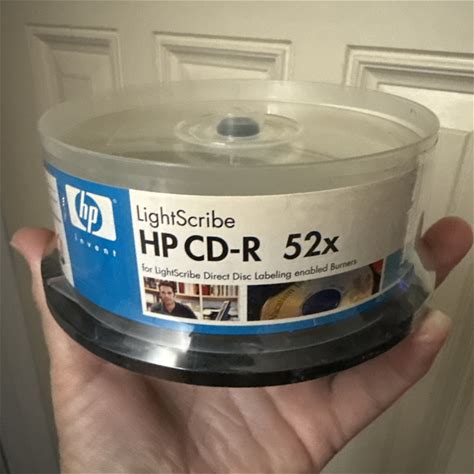 hp
invent
LightScribe
HP CD-R 52x
for LightScribe Direct Disc Labeling enabled Burners